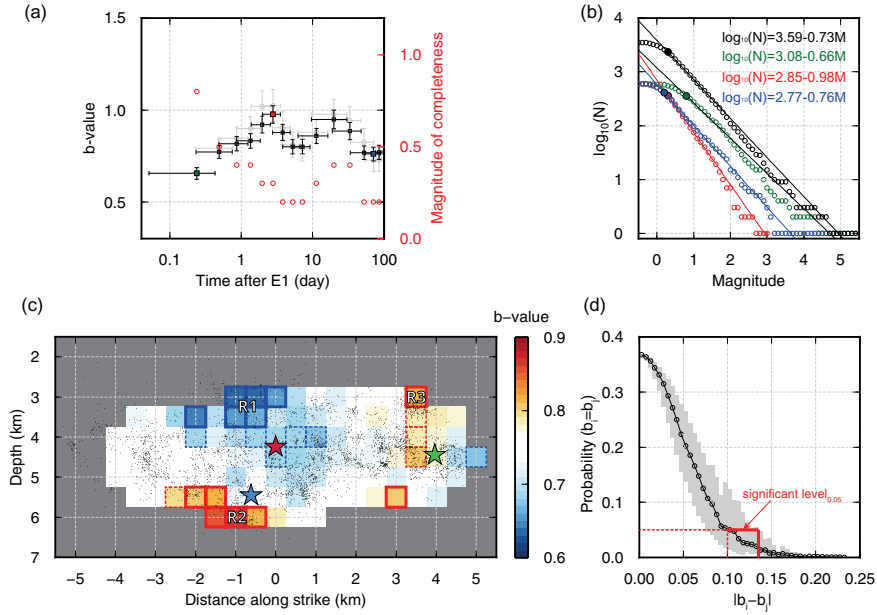 (a)
b-value
1.5
1.0
0.5
1.0
0.5
0.0
Magnitude of completeness
0.1
1
10
100
Time after E1 (day)
(b)
log₁₀(N)
5
4
3
2
1
0
log₁₀(N)=3.59-0.73M
log₁₀(N)=3.08-0.66M
log₁₀(N)=2.85-0.98M
log₁₀(N)=2.77-0.76M
0
1
2
3
4
5
Magnitude
(c)
Depth (km)
2
3
4
5
6
7
R1
R2
R3
−5
−4
−3
−2
−1
0
1
2
3
4
5
Distance along strike (km)
b-value
0.9
0.8
0.7
0.6
(d)
Probability (bᵢ=bⱼ)
0.4
0.3
0.2
0.1
0.0
significant level₀.₀₅
0.00
0.05
0.10
0.15
0.20
0.25
|bᵢ−bⱼ|